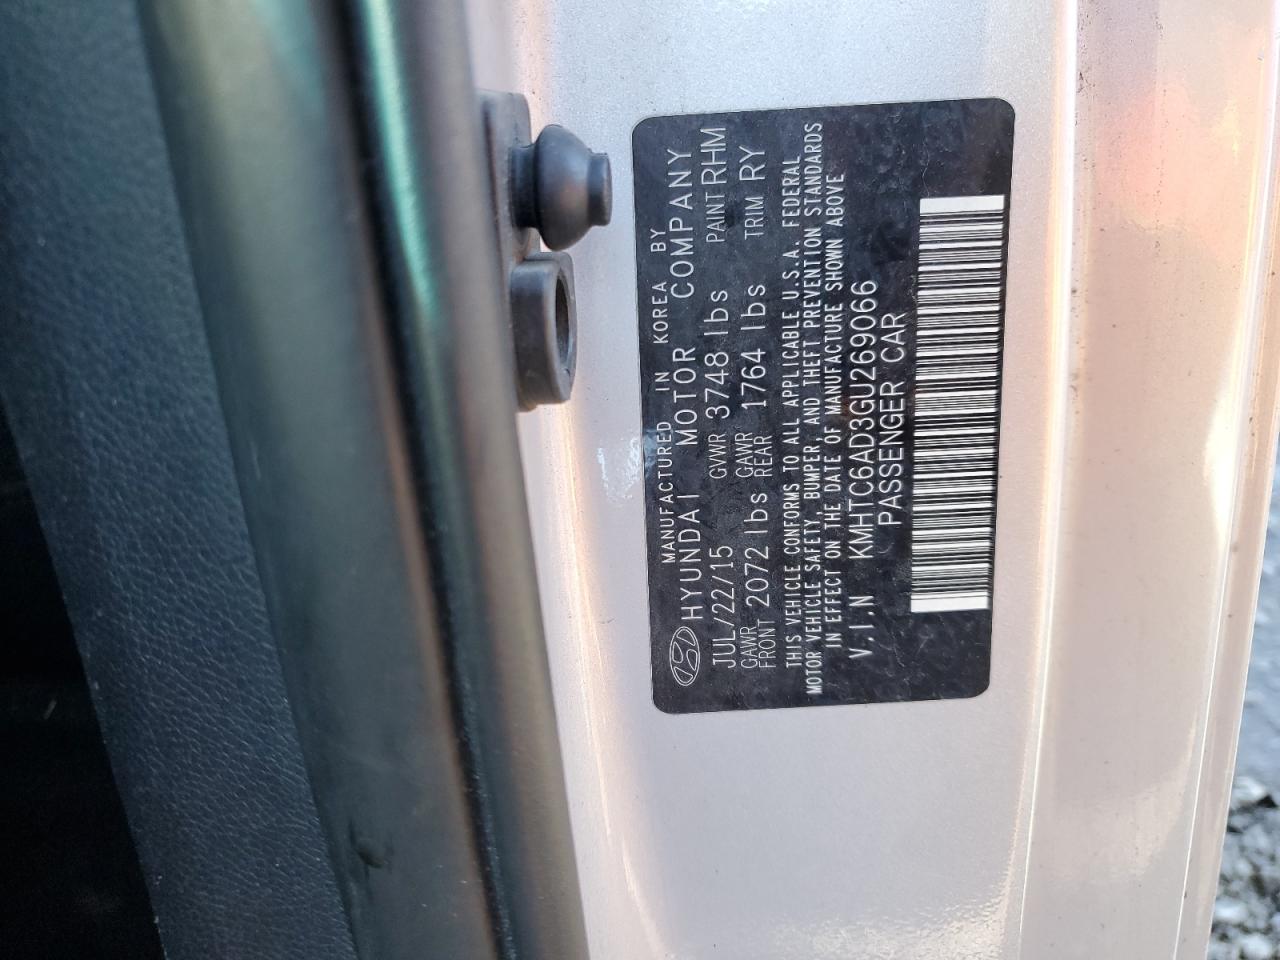 MANUFACTURED IN KOREA BY
HYUNDAI MOTOR COMPANY
JUL/22/15 GVWR 3748 lbs PAINT RHM
GAWR FRONT 2072 lbs GAWR REAR 1764 lbs TRIM RY
THIS VEHICLE CONFORMS TO ALL APPLICABLE U.S.A. FEDERAL
MOTOR VEHICLE SAFETY, BUMPER, AND THEFT PREVENTION STANDARDS
IN EFFECT ON THE DATE OF MANUFACTURE SHOWN ABOVE
V.I.N KMHTC6AD3GU269066
PASSENGER CAR